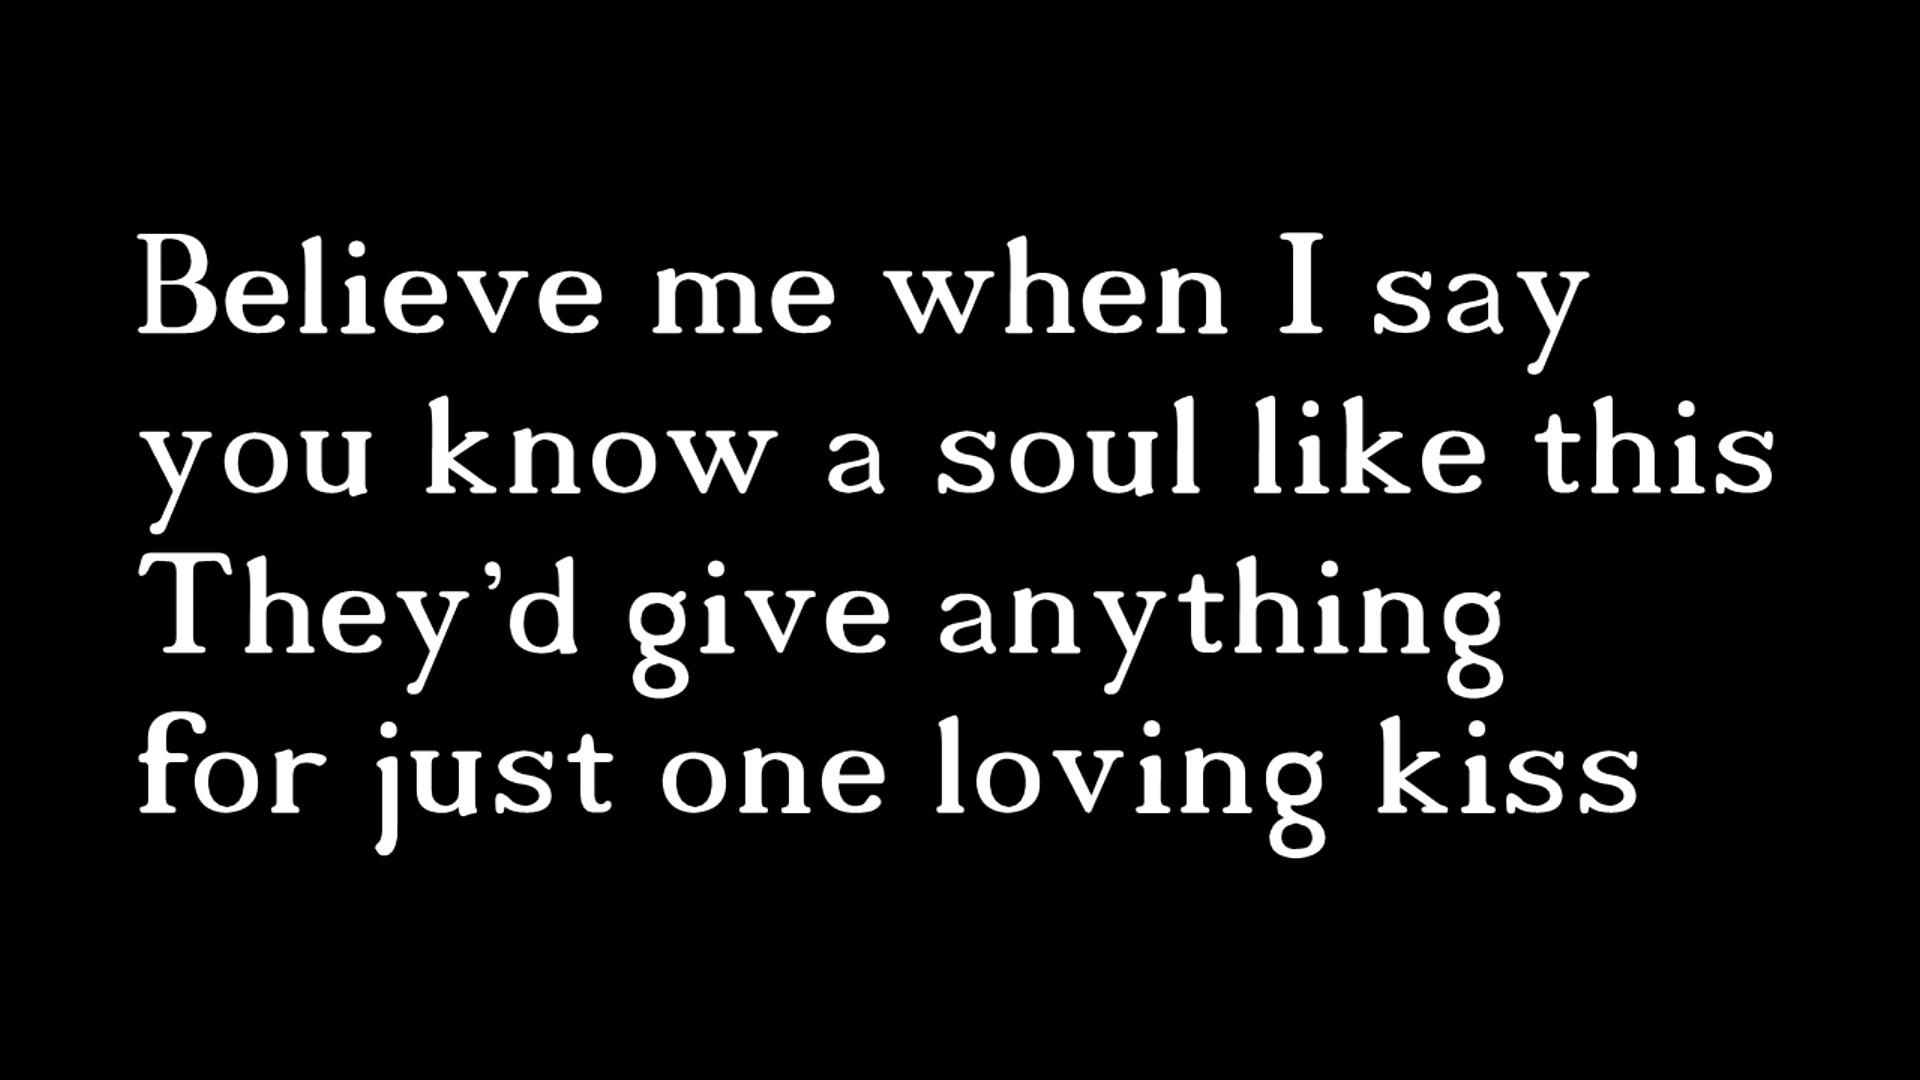 Believe me when I say
you know a soul like this
They’d give anything
for just one loving kiss